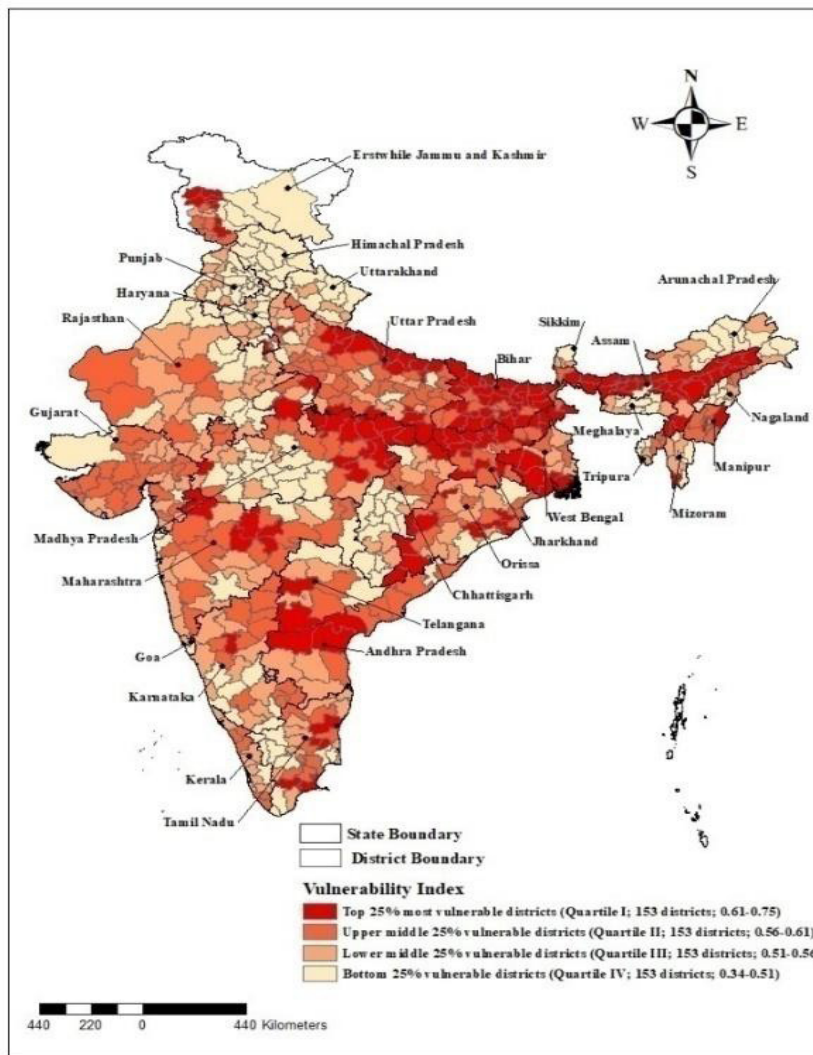 N
W E
S
Erstwhile Jammu and Kashmir
Himachal Pradesh
Punjab
Uttarakhand
Haryana
Arunachal Pradesh
Rajasthan
Uttar Pradesh
Sikkim
Assam
Bihar
Gujarat
Nagaland
Meghalaya
Manipur
Tripura
Mizoram
West Bengal
Madhya Pradesh
Jharkhand
Orissa
Maharashtra
Chhattisgarh
Telangana
Goa
Andhra Pradesh
Karnataka
Kerala
Tamil Nadu
State Boundary
District Boundary
Vulnerability Index
Top 25% most vulnerable districts (Quartile I; 153 districts; 0.61-0.75)
Upper middle 25% vulnerable districts (Quartile II; 153 districts; 0.56-0.61)
Lower middle 25% vulnerable districts (Quartile III; 153 districts; 0.51-0.56
Bottom 25% vulnerable districts (Quartile IV; 153 districts; 0.34-0.51)
440 220 0 440 Kilometers